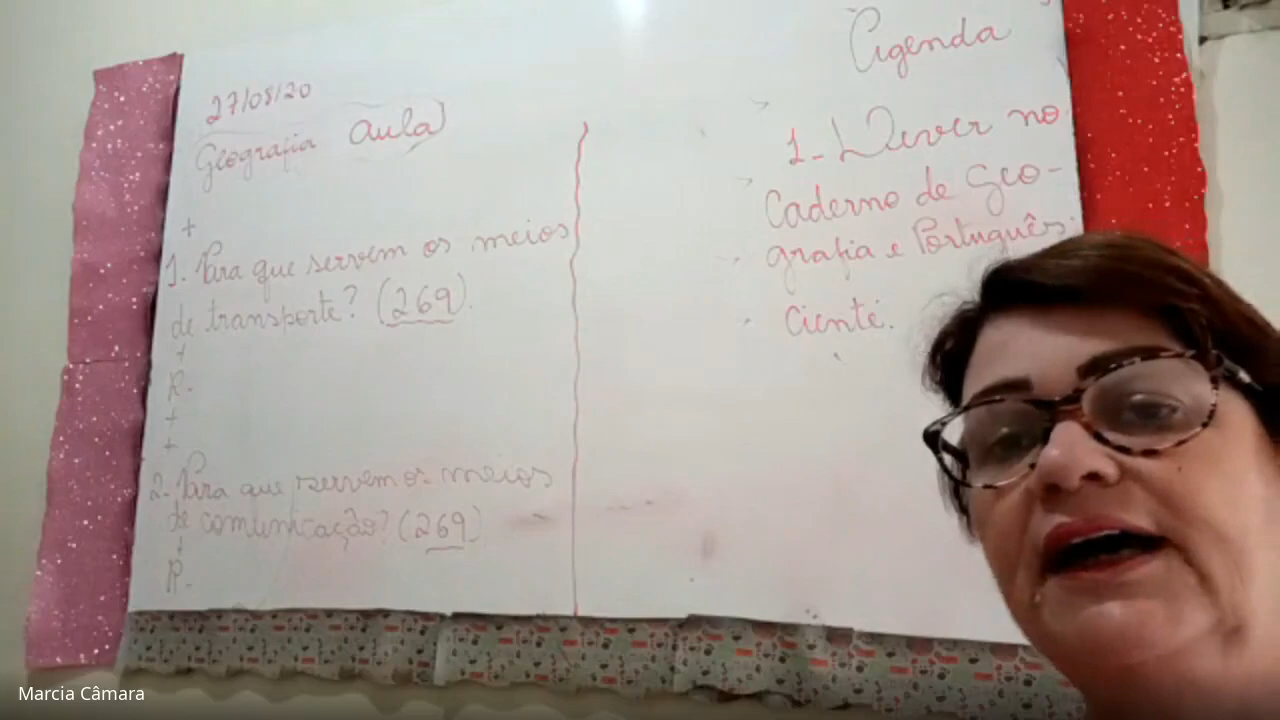 27/08/20
Geografia aula
+
1. Para que servem os meios
de transporte? (269).
+
R.
+
+
2. Para que servem os meios
de comunicação? (269)
+
R.
Agenda
1- Dever no
Caderno de Geo-
grafia e Português.
Ciente.
Marcia Câmara